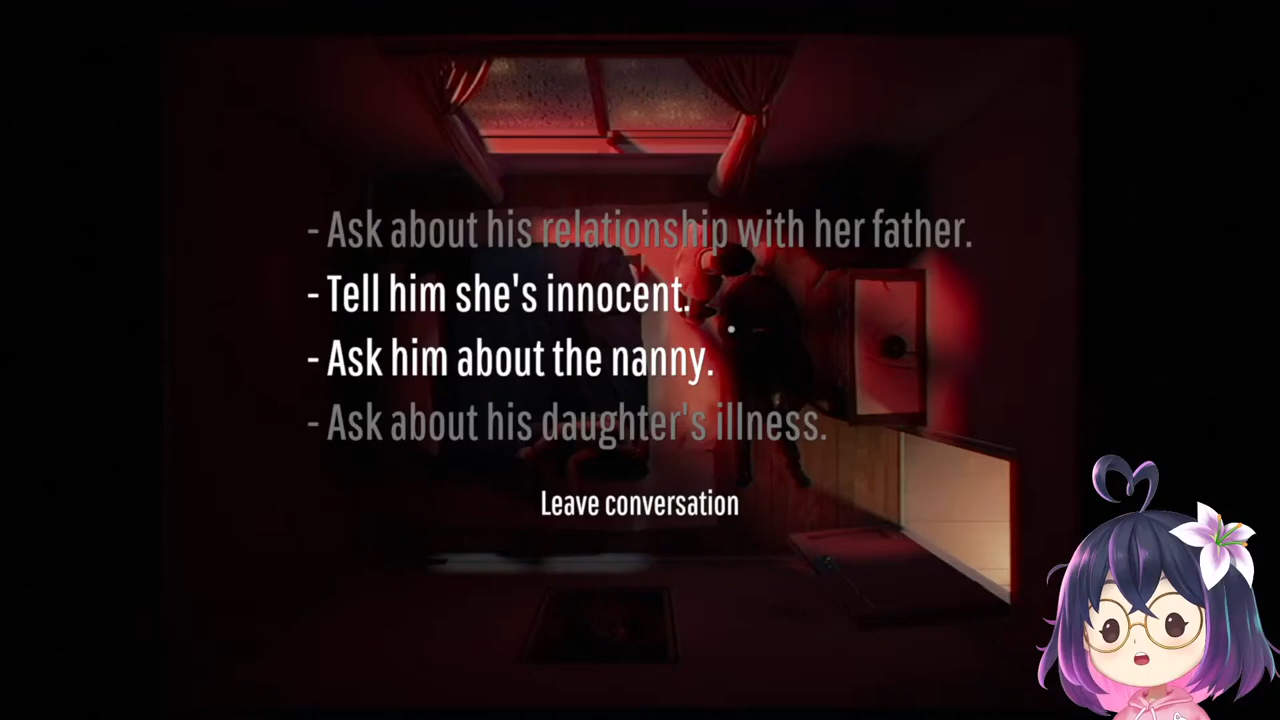 - Ask about his relationship with her father.
- Tell him she's innocent.
- Ask him about the nanny.
- Ask about his daughter's illness.
Leave conversation